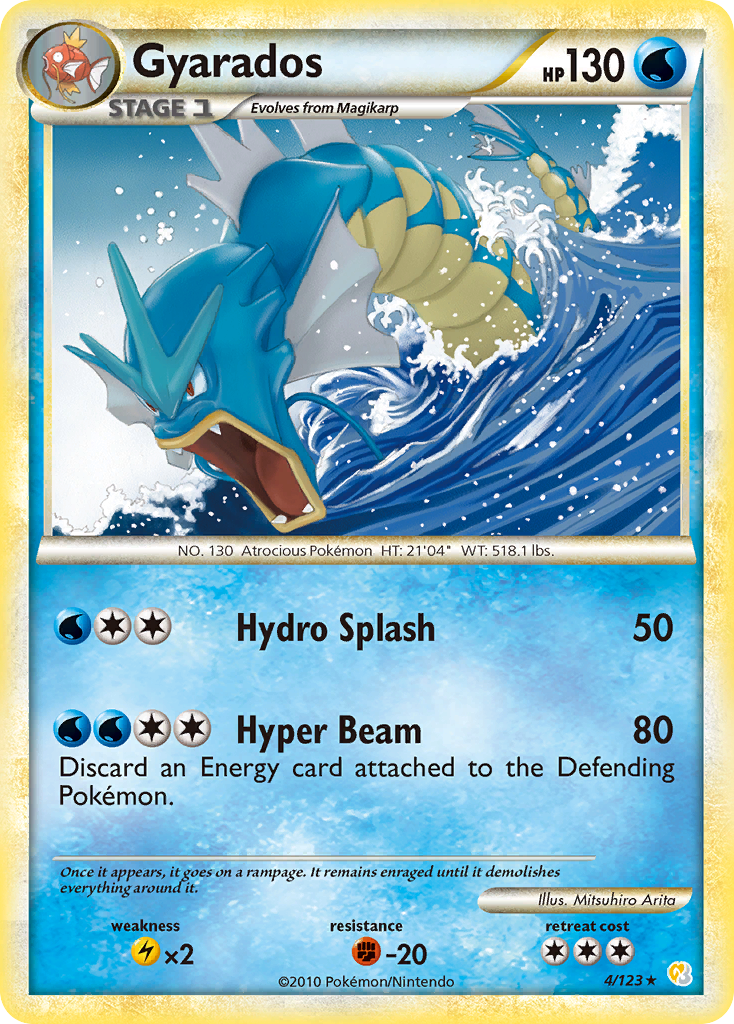 Gyarados
HP 130
STAGE 1
Evolves from Magikarp
NO. 130 Atrocious Pokémon HT: 21'04" WT: 518.1 lbs.
Hydro Splash 50
Hyper Beam 80
Discard an Energy card attached to the Defending
Pokémon.
Once it appears, it goes on a rampage. It remains enraged until it demolishes
everything around it.
Illus. Mitsuhiro Arita
weakness resistance retreat cost
×2 -20
©2010 Pokémon/Nintendo 4/123 ★